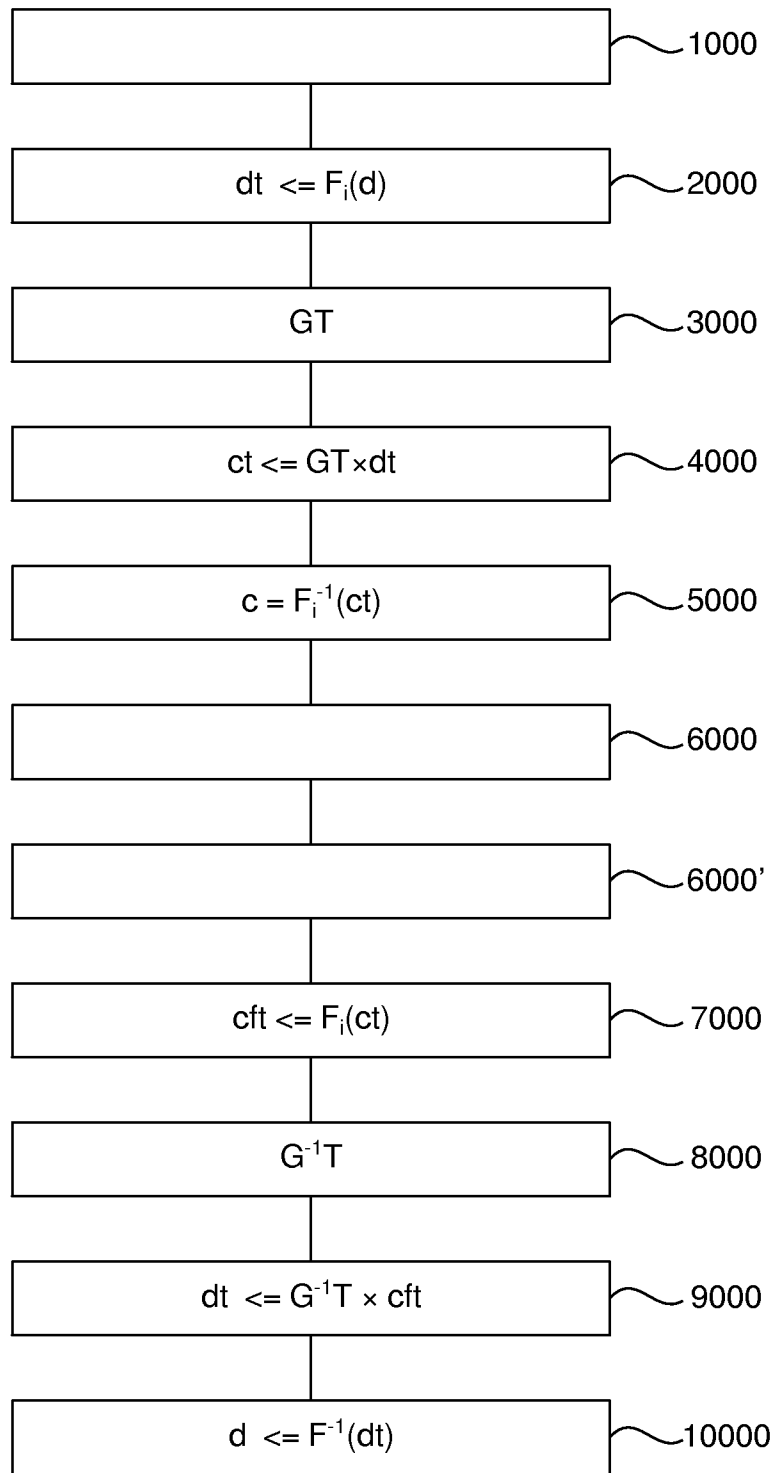 1000
dt <= Fᵢ(d) 2000
GT 3000
ct <= GT×dt 4000
c = Fᵢ⁻¹(ct) 5000
6000
6000’
cft <= Fᵢ(ct) 7000
G⁻¹T 8000
dt <= G⁻¹T × cft 9000
d <= F⁻¹(dt) 10000